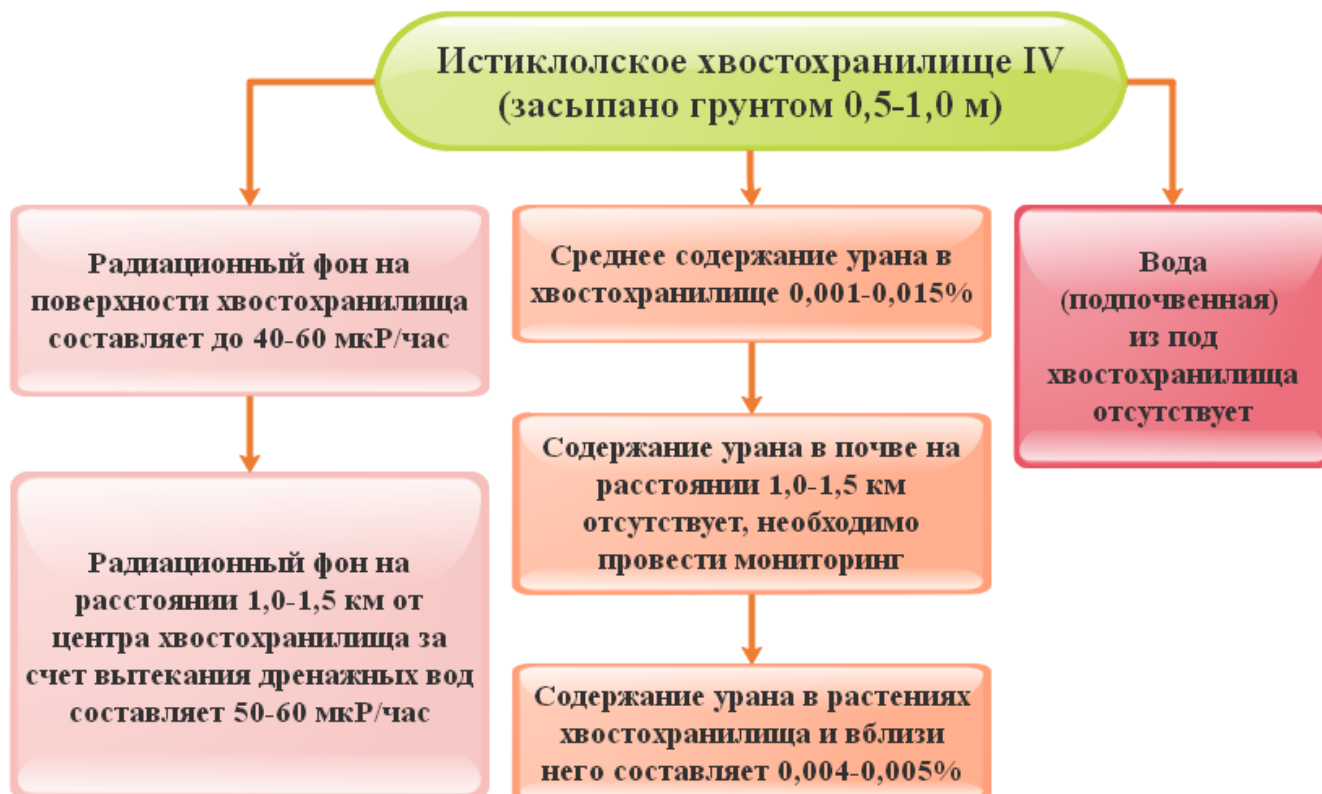 Истиклолское хвостохранилище IV
(засыпано грунтом 0,5-1,0 м)
Радиационный фон на
поверхности хвостохранилища
составляет до 40-60 мкР/час
Радиационный фон на
расстоянии 1,0-1,5 км от
центра хвостохранилища за
счет вытекания дренажных вод
составляет 50-60 мкР/час
Среднее содержание урана в
хвостохранилище 0,001-0,015%
Содержание урана в почве на
расстоянии 1,0-1,5 км
отсутствует, необходимо
провести мониторинг
Содержание урана в растениях
хвостохранилища и вблизи
него составляет 0,004-0,005%
Вода
(подпочвенная)
из под
хвостохранилища
отсутствует